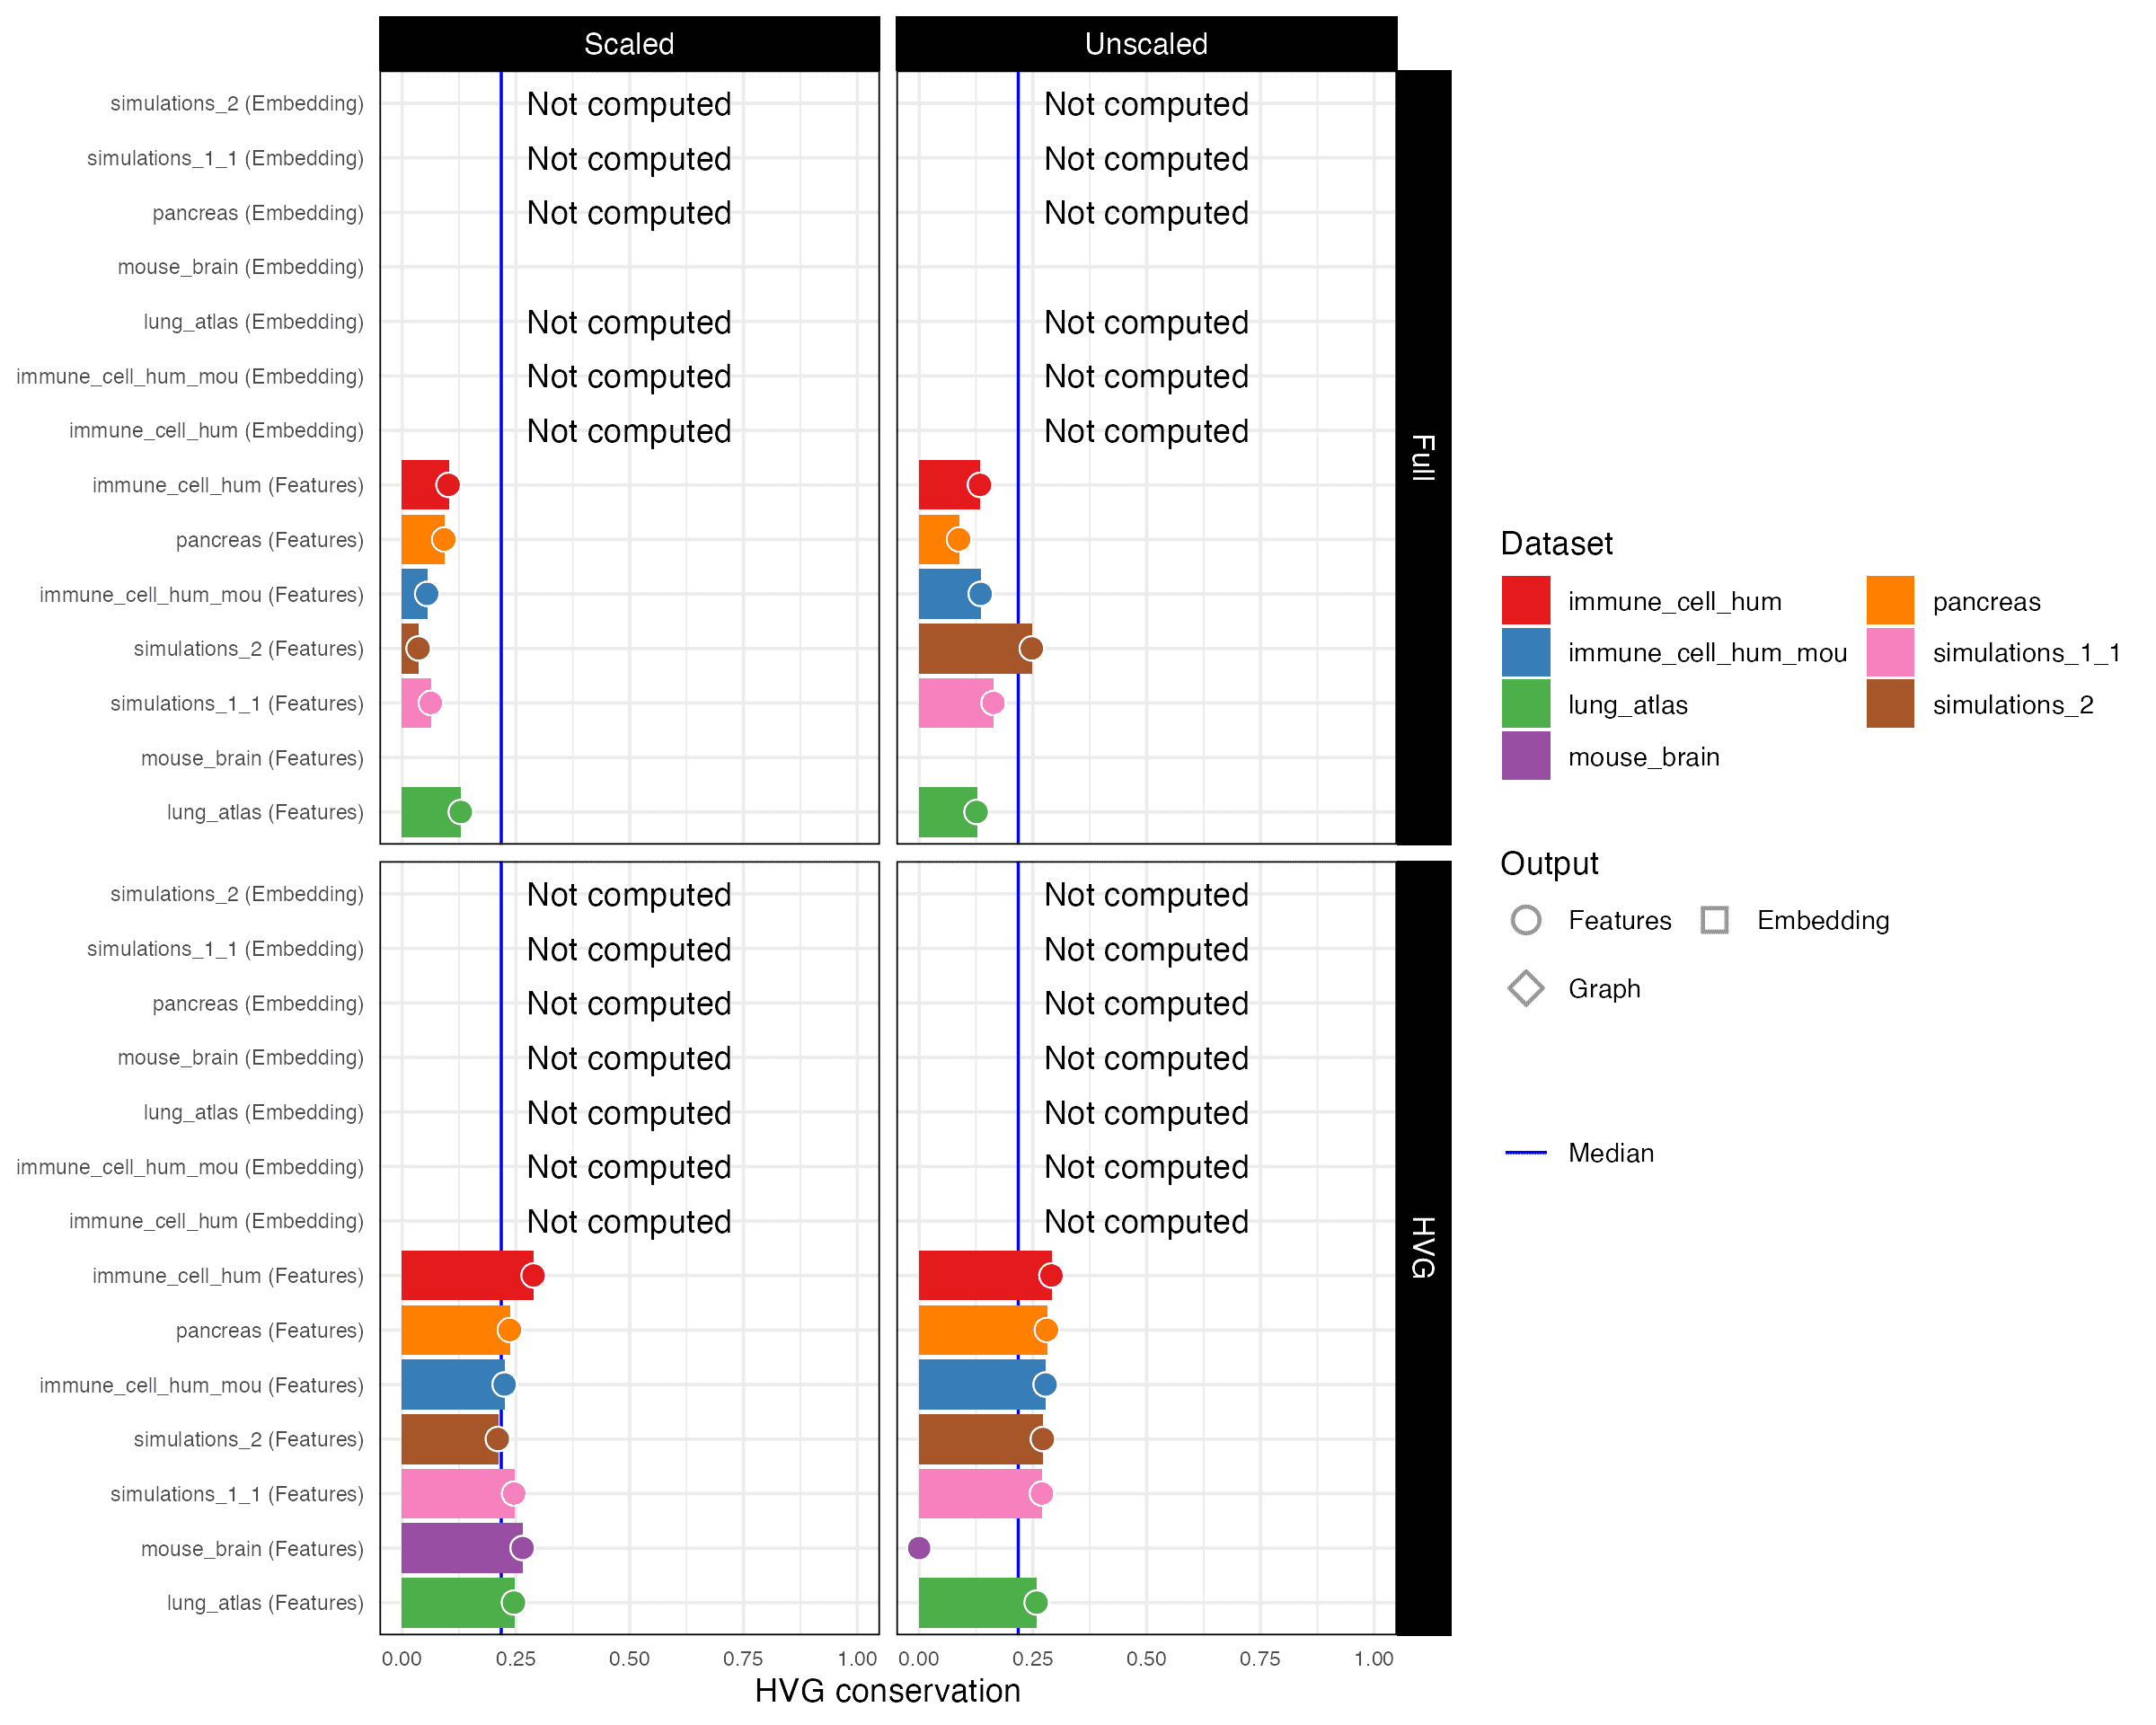 Scaled
Unscaled
simulations_2 (Embedding) Not computed Not computed
simulations_1_1 (Embedding) Not computed Not computed
pancreas (Embedding) Not computed Not computed
mouse_brain (Embedding)
lung_atlas (Embedding) Not computed Not computed
immune_cell_hum_mou (Embedding) Not computed Not computed
immune_cell_hum (Embedding) Not computed Not computed
immune_cell_hum (Features)
pancreas (Features)
immune_cell_hum_mou (Features)
simulations_2 (Features)
simulations_1_1 (Features)
mouse_brain (Features)
lung_atlas (Features)
Full
simulations_2 (Embedding) Not computed Not computed
simulations_1_1 (Embedding) Not computed Not computed
pancreas (Embedding) Not computed Not computed
mouse_brain (Embedding) Not computed Not computed
lung_atlas (Embedding) Not computed Not computed
immune_cell_hum_mou (Embedding) Not computed Not computed
immune_cell_hum (Embedding) Not computed Not computed
immune_cell_hum (Features)
pancreas (Features)
immune_cell_hum_mou (Features)
simulations_2 (Features)
simulations_1_1 (Features)
mouse_brain (Features)
lung_atlas (Features)
HVG
0.00 0.25 0.50 0.75 1.00 0.00 0.25 0.50 0.75 1.00
HVG conservation
Dataset
immune_cell_hum pancreas
immune_cell_hum_mou simulations_1_1
lung_atlas simulations_2
mouse_brain
Output
Features Embedding
Graph
Median